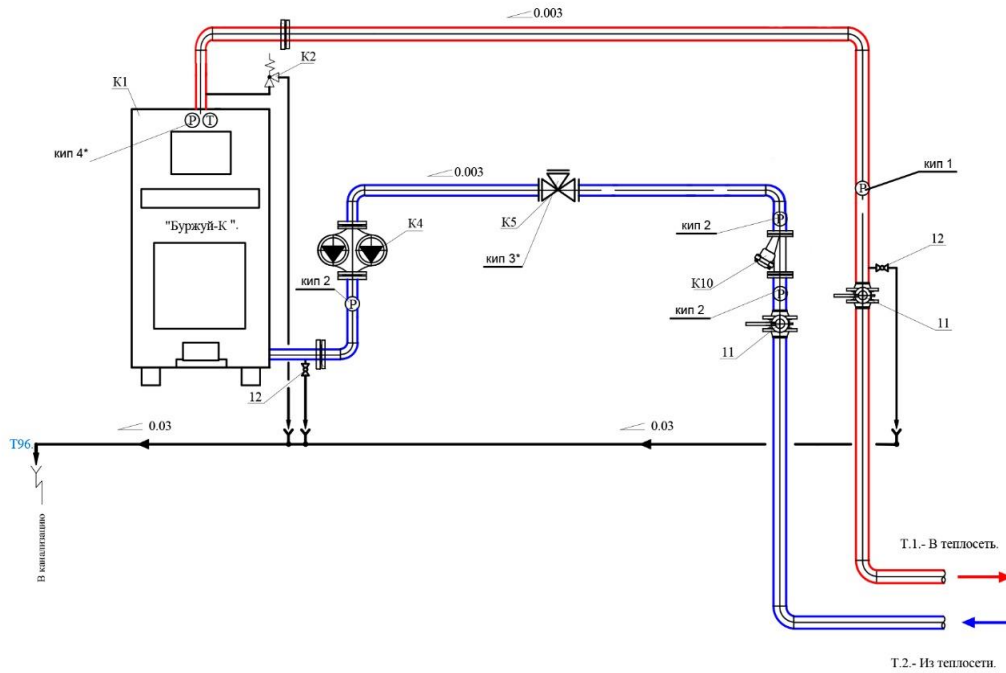 0.003
К2
К1
Р Т
кип 4*
"Буржуй-К ".
0.003
кип 1
Р
К4
К5
кип 2
Р
12
кип 3*
К10
кип 2
Р
кип 2
Р
11
11
12
0.03
0.03
Т96.
В канализацию
Т.1.- В теплосеть.
Т.2.- Из теплосети.